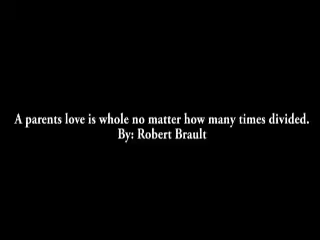 A parents love is whole no matter how many times divided.
By: Robert Brault